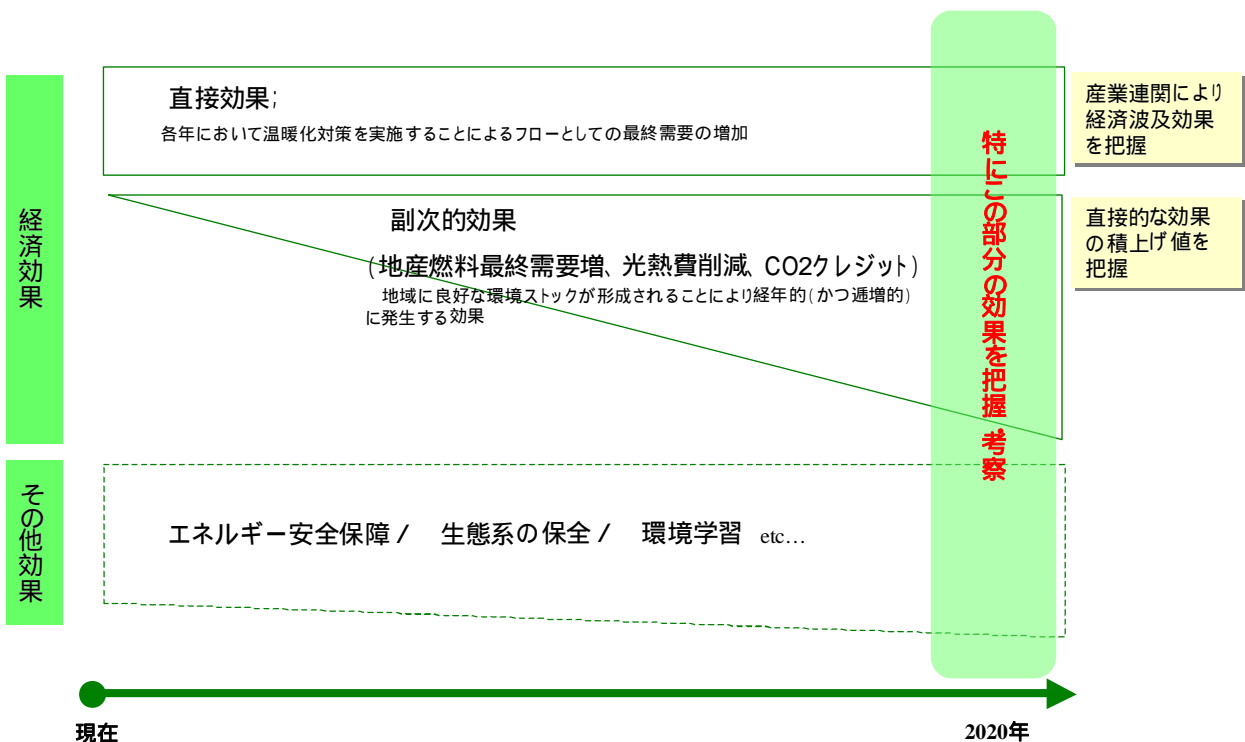 経済効果
直接効果;
各年において温暖化対策を実施することによるフローとしての最終需要の増加
産業連関により
経済波及効果
を把握
副次的効果
(地産燃料最終需要増、光熱費削減、CO2クレジット)
地域に良好な環境ストックが形成されることにより経年的(かつ逓増的)
に発生する効果
直接的な効果
の積上げ値を
把握
特にこの部分の効果を把握・考察
その他効果
エネルギー安全保障 / 生態系の保全 / 環境学習 etc…
現在
2020年